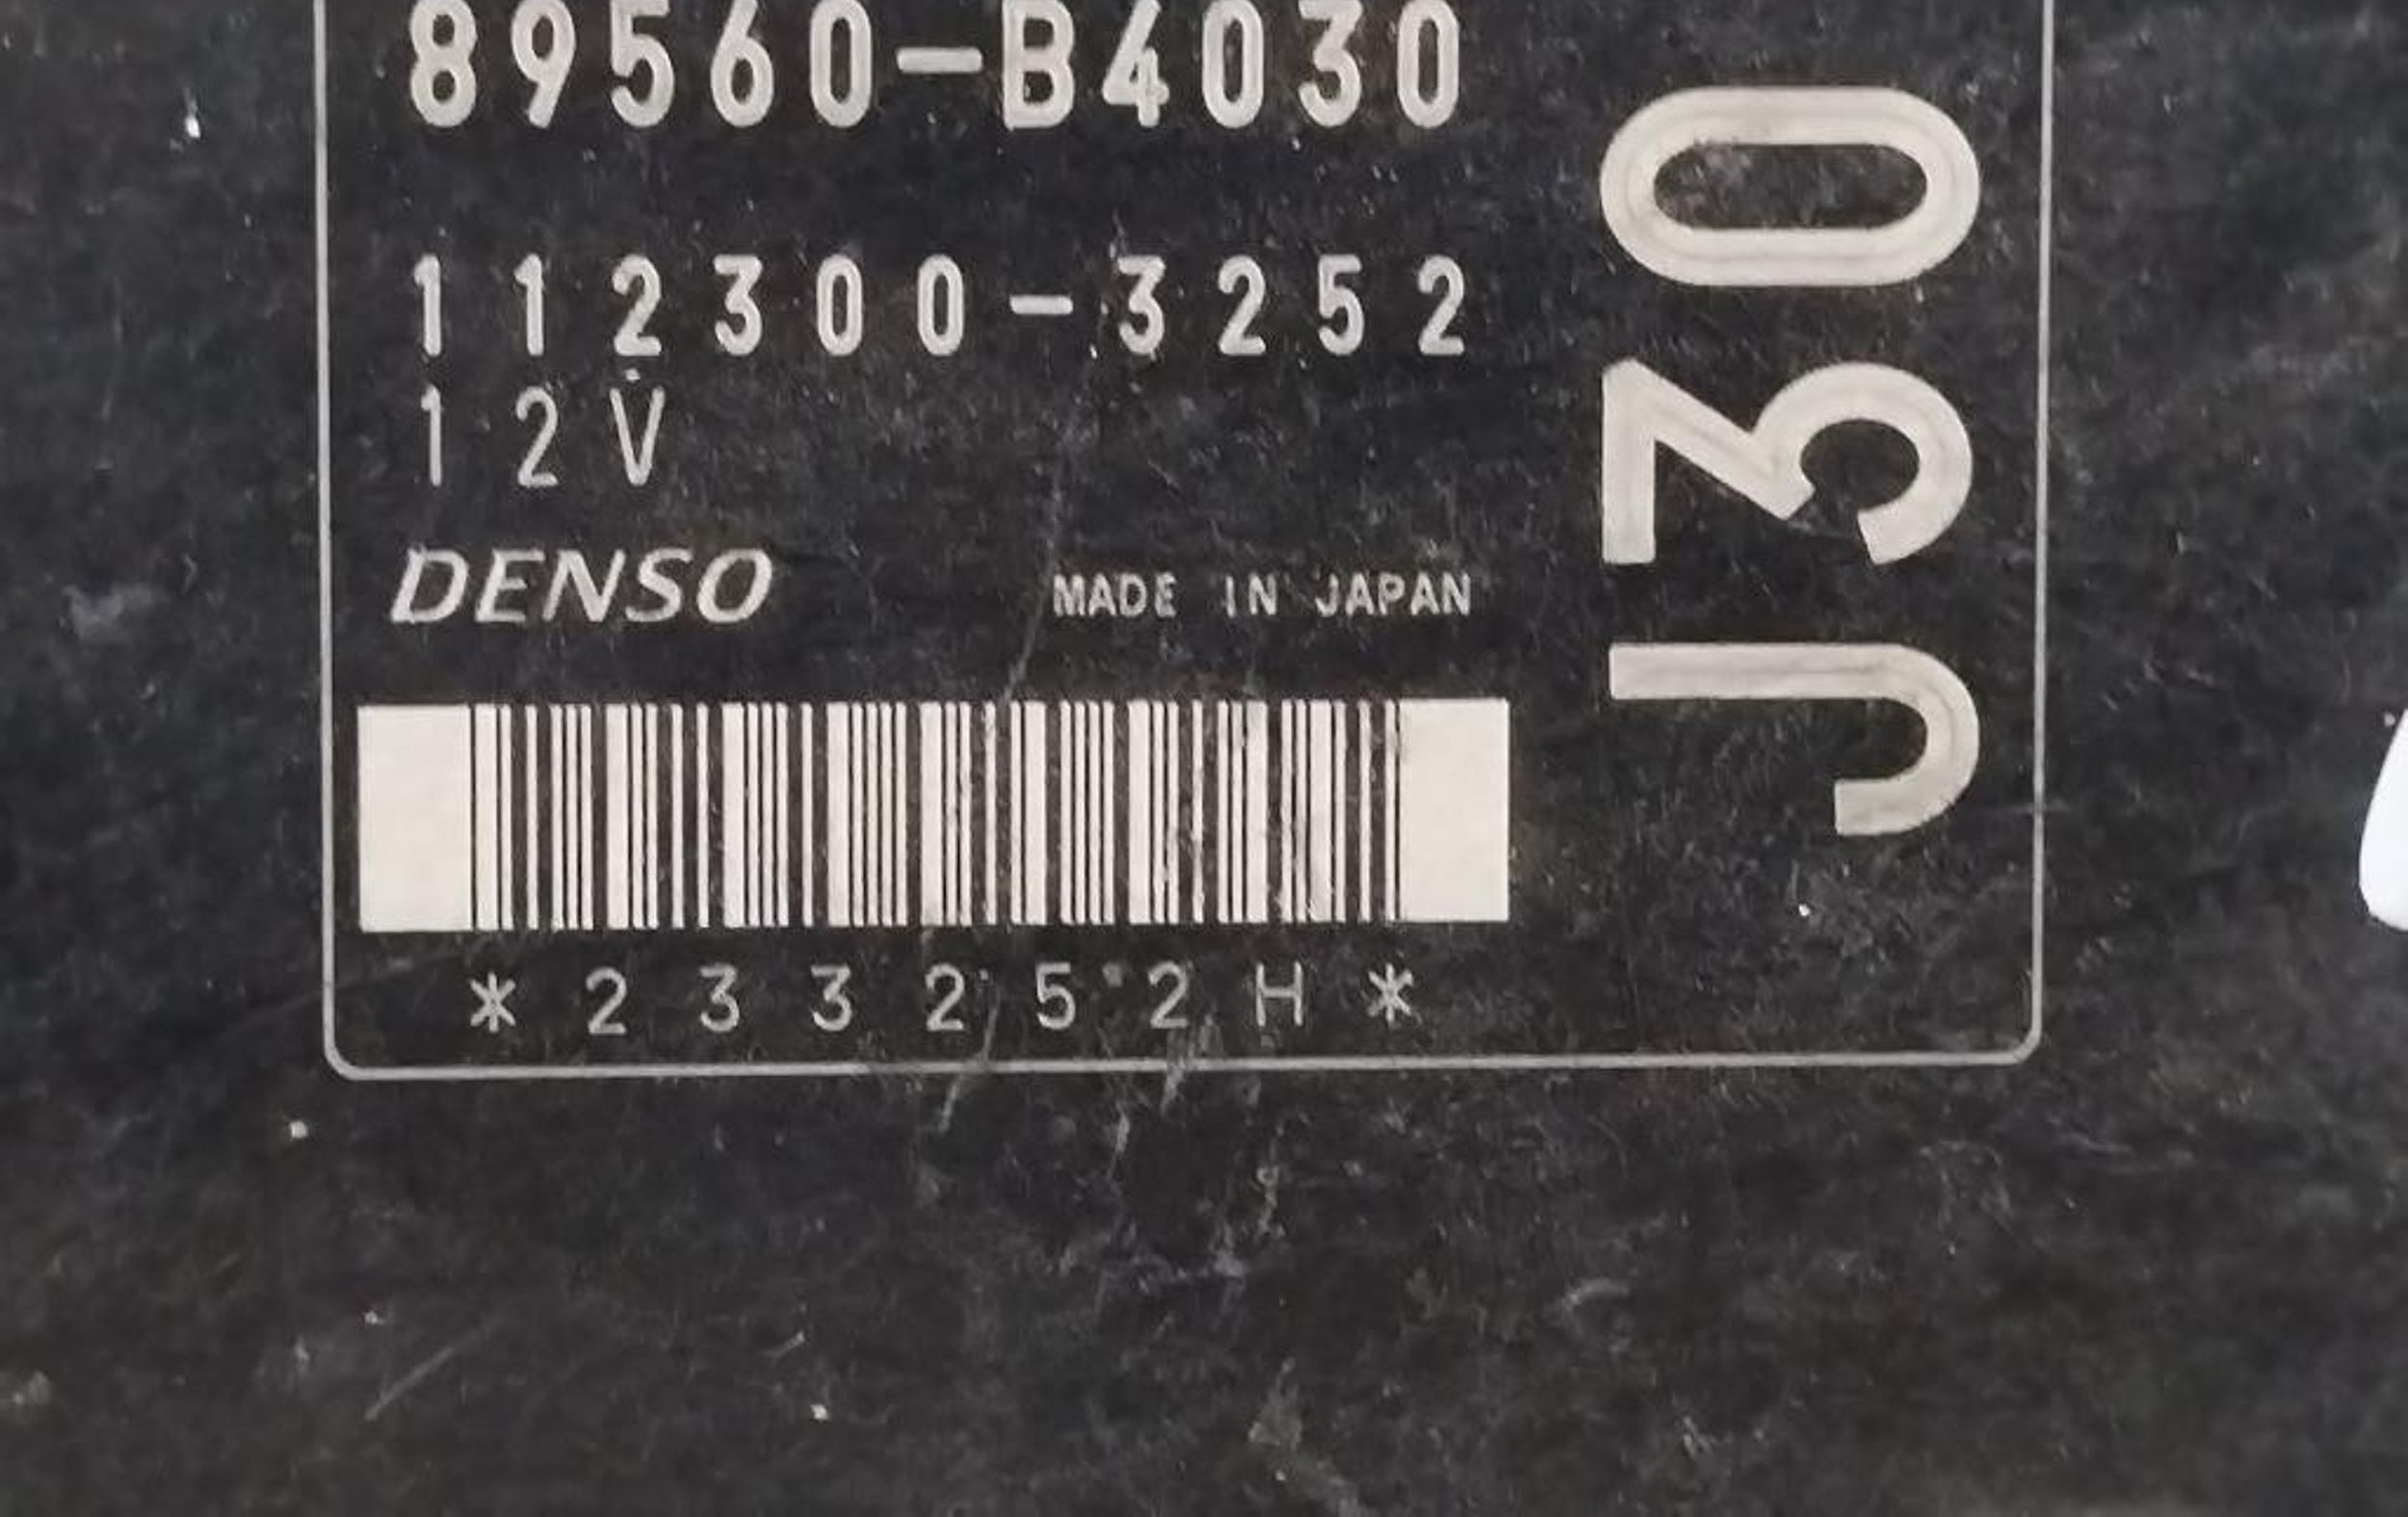 89560-B4030
112300-3252
12V
DENSO MADE IN JAPAN
*233252H*
J30